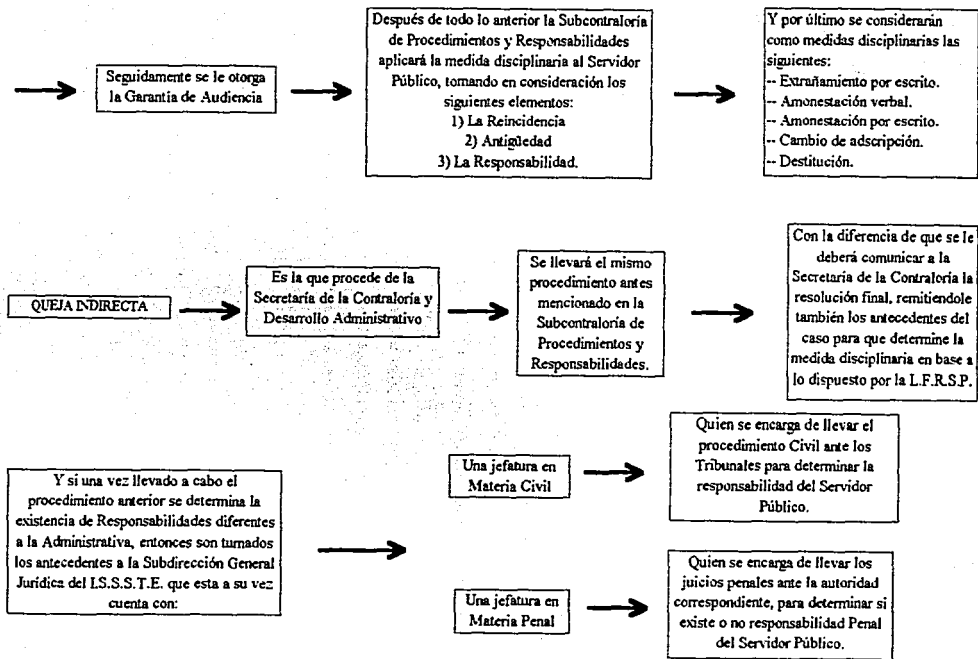 Seguidamente se le otorga
la Garantía de Audiencia
Después de todo lo anterior la Subcontraloría
de Procedimientos y Responsabilidades
aplicará la medida disciplinaria al Servidor
Público, tomando en consideración los
siguientes elementos:
1) La Reincidencia
2) Antigüedad
3) La Responsabilidad.
Y por último se considerarán
como medidas disciplinarias las
siguientes:
-- Extrañamiento por escrito.
-- Amonestación verbal.
-- Amonestación por escrito.
-- Cambio de adscripción.
-- Destitución.
QUEJA INDIRECTA
Es la que procede de la
Secretaría de la Contraloría y
Desarrollo Administrativo
Se llevará el mismo
procedimiento antes
mencionado en la
Subcontraloría de
Procedimientos y
Responsabilidades.
Con la diferencia de que se le
deberá comunicar a la
Secretaría de la Contraloría la
resolución final, remitiendole
también los antecedentes del
caso para que determine la
medida disciplinaria en base a
lo dispuesto por la L.F.R.S.P.
Y si una vez llevado a cabo el
procedimiento anterior se determina la
existencia de Responsabilidades diferentes
a la Administrativa, entonces son turnados
los antecedentes a la Subdirección General
Jurídica del I.S.S.S.T.E. que esta a su vez
cuenta con:
Una jefatura en
Materia Civil
Quien se encarga de llevar el
procedimiento Civil ante los
Tribunales para determinar la
responsabilidad del Servidor
Público.
Una jefatura en
Materia Penal
Quien se encarga de llevar los
juicios penales ante la autoridad
correspondiente, para determinar si
existe o no responsabilidad Penal
del Servidor Público.